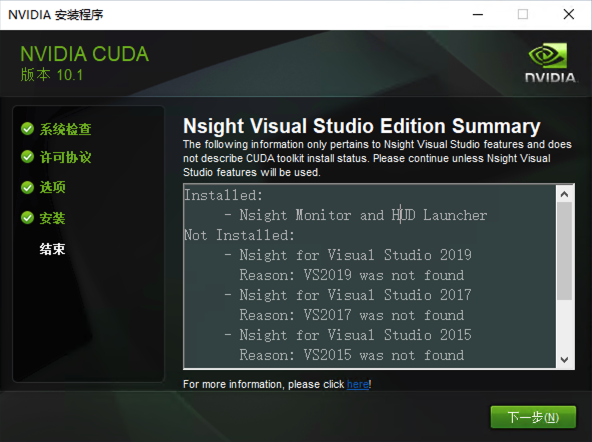 NVIDIA 安装程序
NVIDIA CUDA
版本 10.1
NVIDIA.
系统检查
许可协议
选项
安装
结束
Nsight Visual Studio Edition Summary
The following information only pertains to Nsight Visual Studio features and does
not describe CUDA toolkit install status. Please continue unless Nsight Visual
Studio features will be used.
Installed:
- Nsight Monitor and HUD Launcher
Not Installed:
- Nsight for Visual Studio 2019
Reason: VS2019 was not found
- Nsight for Visual Studio 2017
Reason: VS2017 was not found
- Nsight for Visual Studio 2015
Reason: VS2015 was not found
For more information, please click here!
下一步(N)